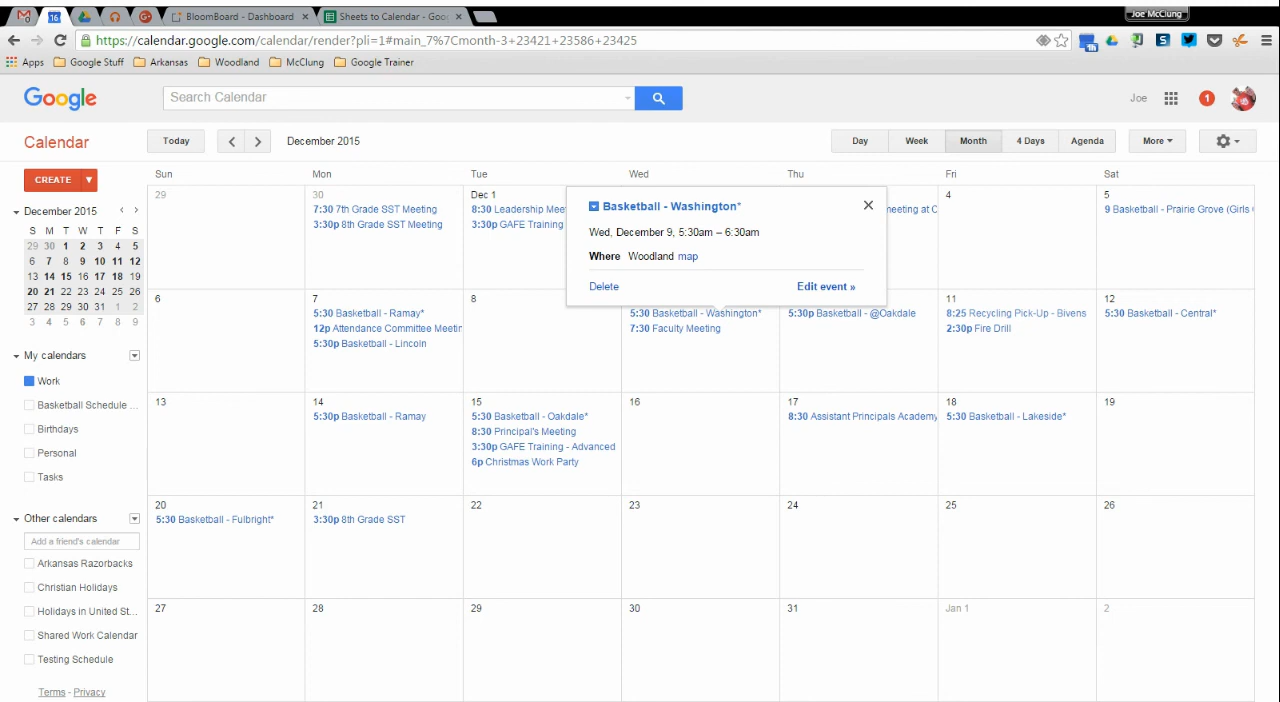 BloomBoard - Dashboard
Sheets to Calendar - Goo
Joe McClung
https://calendar.google.com/calendar/render?pli=1#main_7%7Cmonth-3+23421+23586+23425
Apps Google Stuff Arkansas Woodland McClung Google Trainer
Google
Search Calendar
Joe
1
Calendar
Today
December 2015
Day Week Month 4 Days Agenda More
CREATE
December 2015
S M T W T F S
29 30 1 2 3 4 5
6 7 8 9 10 11 12
13 14 15 16 17 18 19
20 21 22 23 24 25 26
27 28 29 30 31 1 2
3 4 5 6 7 8 9
My calendars
Work
Basketball Schedule ...
Birthdays
Personal
Tasks
Other calendars
Add a friend's calendar
Arkansas Razorbacks
Christian Holidays
Holidays in United St...
Shared Work Calendar
Testing Schedule
Terms - Privacy
Sun Mon Tue Wed Thu Fri Sat
29
30
7:30 7th Grade SST Meeting
3:30p 8th Grade SST Meeting
Dec 1
8:30 Leadership Mee
3:30p GAFE Training
Basketball - Washington*
Wed, December 9, 5:30am – 6:30am
Where Woodland map
Delete
Edit event »
eeting at C
4
5
9 Basketball - Prairie Grove (Girls
6
7
5:30 Basketball - Ramay*
12p Attendance Committee Meetin
5:30p Basketball - Lincoln
8
5:30 Basketball - Washington*
7:30 Faculty Meeting
5:30p Basketball - @Oakdale
11
8:25 Recycling Pick-Up - Bivens
2:30p Fire Drill
12
5:30 Basketball - Central*
13
14
5:30p Basketball - Ramay
15
5:30 Basketball - Oakdale*
8:30 Principal's Meeting
3:30p GAFE Training - Advanced
6p Christmas Work Party
16
17
8:30 Assistant Principals Academy
18
5:30 Basketball - Lakeside*
19
20
5:30 Basketball - Fulbright*
21
3:30p 8th Grade SST
22
23
24
25
26
27
28
29
30
31
Jan 1
2